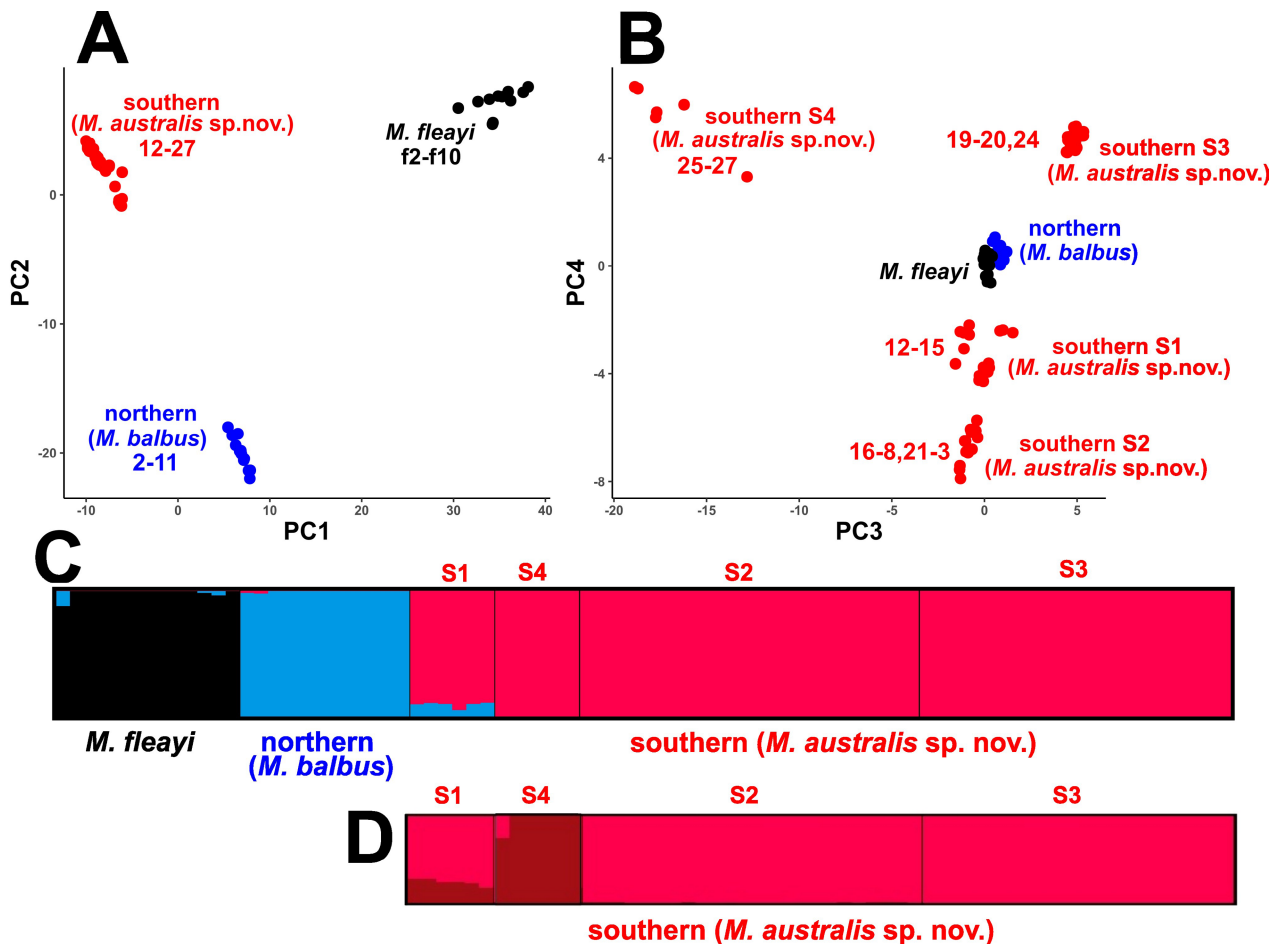 A
B
southern
(M. australis sp.nov.)
12-27
M. fleayi
f2-f10
northern
(M. balbus)
2-11
0
-10
-20
PC2
-10
0
10
20
30
40
PC1
southern S4
(M. australis sp.nov.)
25-27
19-20,24
southern S3
(M. australis sp.nov.)
northern
(M. balbus)
M. fleayi
12-15
southern S1
(M. australis sp.nov.)
16-8,21-3
southern S2
(M. australis sp.nov.)
4
0
-4
-8
PC4
-20
-15
-10
-5
0
5
PC3
C
S1
S4
S2
S3
M. fleayi
northern
(M. balbus)
southern (M. australis sp. nov.)
D
S1
S4
S2
S3
southern (M. australis sp. nov.)